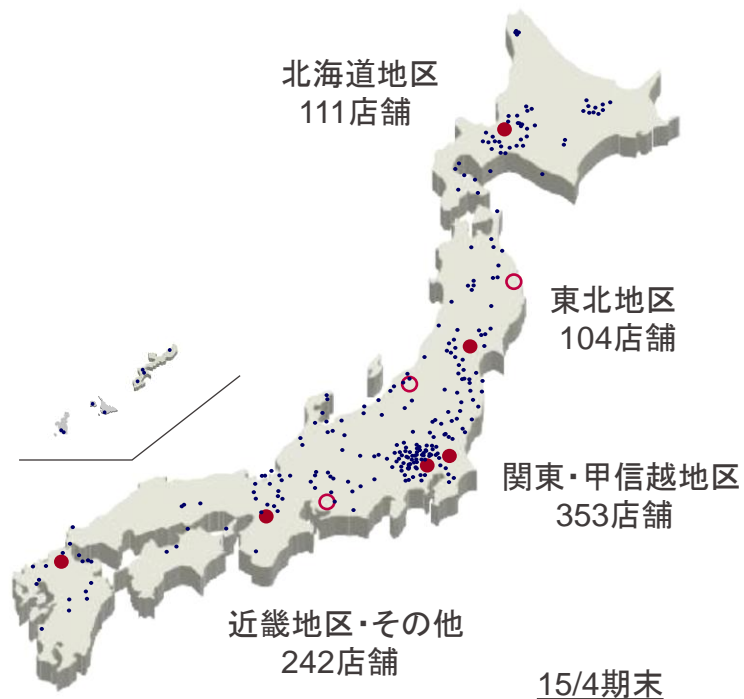 北海道地区
111店舗
東北地区
104店舗
関東・甲信越地区
353店舗
近畿地区・その他
242店舗
15/4期末